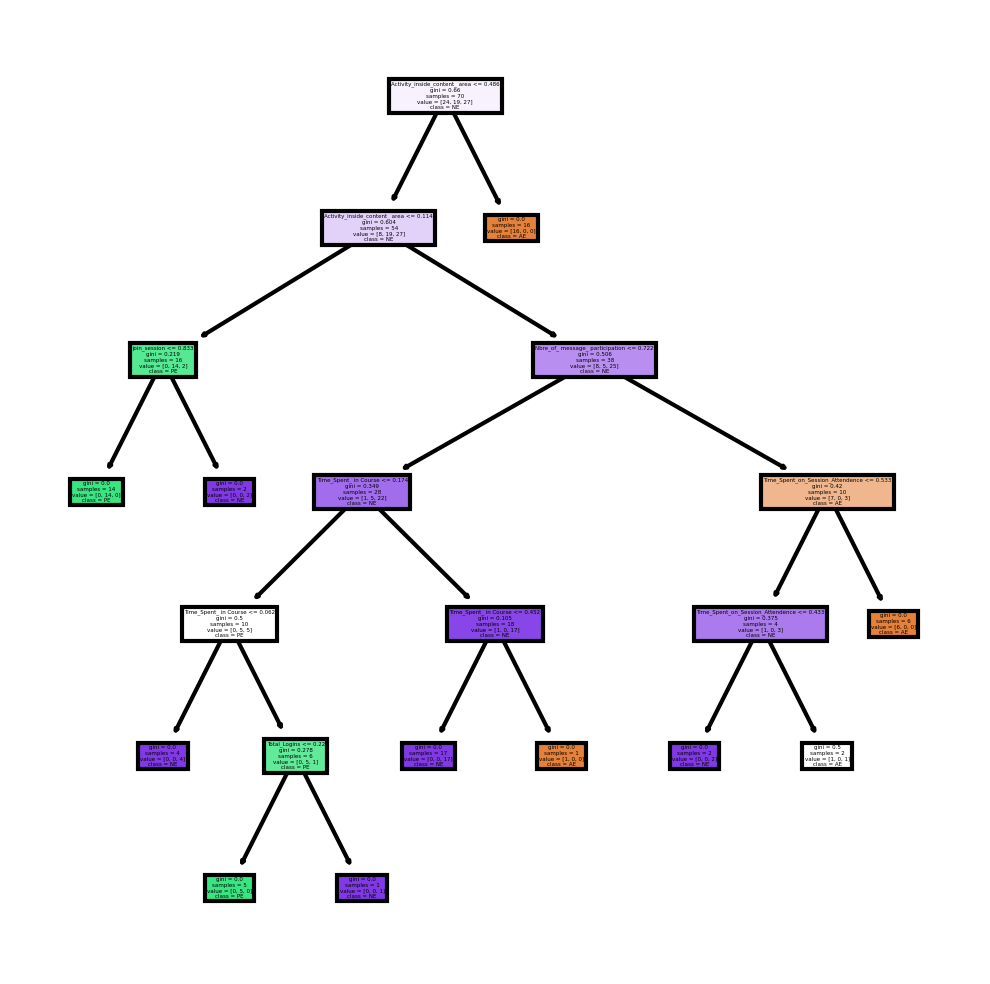 Activity_inside_content_ area <= 0.486
gini = 0.66
samples = 70
value = [24, 19, 27]
class = NE
Activity_inside_content_ area <= 0.114
gini = 0.604
samples = 54
value = [8, 19, 27]
class = NE
gini = 0.0
samples = 16
value = [16, 0, 0]
class = AE
join_session <= 0.833
gini = 0.219
samples = 16
value = [0, 14, 2]
class = PE
Nbre_of_ message_ participation <= 0.722
gini = 0.506
samples = 38
value = [8, 5, 25]
class = NE
gini = 0.0
samples = 14
value = [0, 14, 0]
class = PE
gini = 0.0
samples = 2
value = [0, 0, 2]
class = NE
Time_Spent_ in Course <= 0.174
gini = 0.349
samples = 28
value = [1, 5, 22]
class = NE
Time_Spent_on_Session_Attendence <= 0.533
gini = 0.42
samples = 10
value = [7, 0, 3]
class = AE
Time_Spent_ in Course <= 0.062
gini = 0.5
samples = 10
value = [0, 5, 5]
class = PE
Time_Spent_ in Course <= 0.452
gini = 0.105
samples = 18
value = [1, 0, 17]
class = NE
Time_Spent_on_Session_Attendence <= 0.433
gini = 0.375
samples = 4
value = [1, 0, 3]
class = NE
gini = 0.0
samples = 6
value = [6, 0, 0]
class = AE
gini = 0.0
samples = 4
value = [0, 0, 4]
class = NE
Total_Logins <= 0.22
gini = 0.278
samples = 6
value = [0, 5, 1]
class = PE
gini = 0.0
samples = 17
value = [0, 0, 17]
class = NE
gini = 0.0
samples = 1
value = [1, 0, 0]
class = AE
gini = 0.0
samples = 2
value = [0, 0, 2]
class = NE
gini = 0.5
samples = 2
value = [1, 0, 1]
class = AE
gini = 0.0
samples = 5
value = [0, 5, 0]
class = PE
gini = 0.0
samples = 1
value = [0, 0, 1]
class = NE